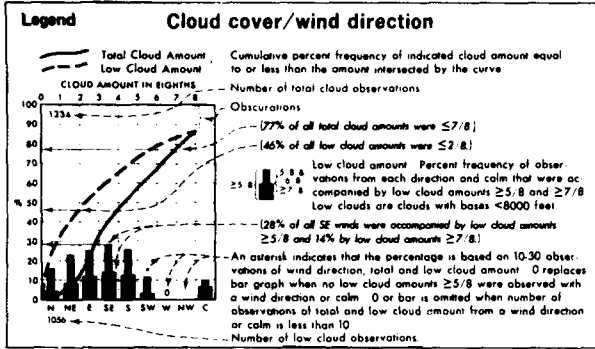 Legend
Cloud cover/wind direction
Total Cloud Amount
Low Cloud Amount
CLOUD AMOUNT IN EIGHTHS
0 1 2 3 4 5 6 7 8
Cumulative percent frequency of indicated cloud amount equal
to or less than the amount intersected by the curve
Number of total cloud observations
Obscurations
100
90
80
70
60
50
40
30
20
10
0
%
1234
(77% of all total cloud amounts were ≤7/8.)
(46% of all low cloud amounts were ≤2/8.)
≥5/8
≥7/8
Low cloud amount Percent frequency of obser-
vations from each direction and calm that were ac-
companied by low cloud amounts ≥5/8 and ≥7/8
Low clouds are clouds with bases <8000 feet
(28% of all SE winds were accompanied by low cloud amounts
≥5/8 and 14% by low cloud amounts ≥7/8.)
An asterisk indicates that the percentage is based on 10-30 obser-
vations of wind direction, total and low cloud amount 0 replaces
bar graph when no low cloud amounts ≥5/8 were observed with
a wind direction or calm 0 or bar is omitted when number of
observations of total and low cloud amount from a wind direction
or calm is less than 10
0
N NE E SE S SW W NW C
1056
Number of low cloud observations.